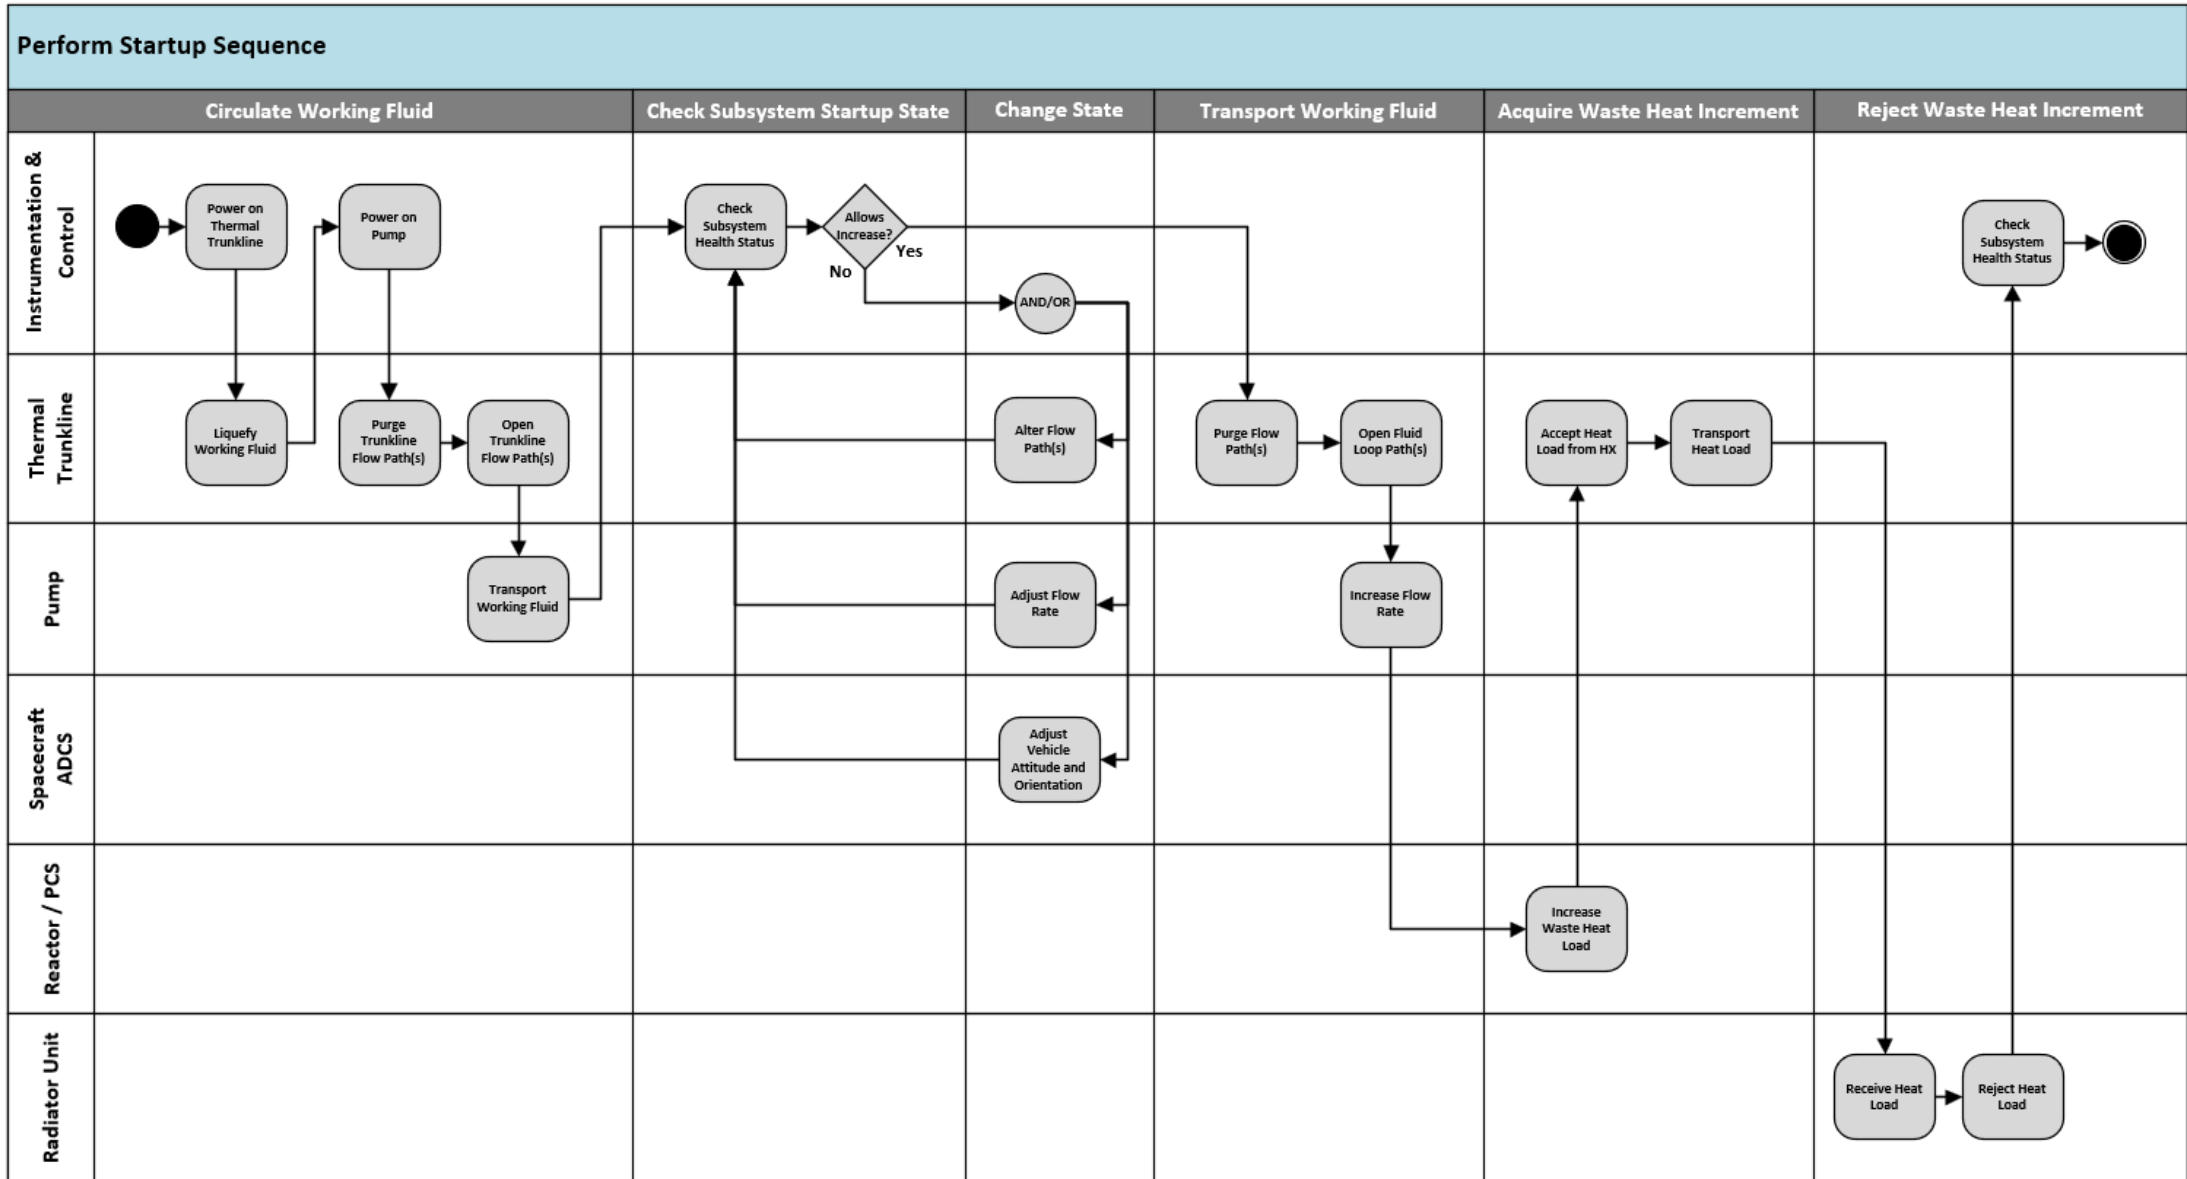 Perform Startup Sequence
Circulate Working Fluid
Check Subsystem Startup State
Change State
Transport Working Fluid
Acquire Waste Heat Increment
Reject Waste Heat Increment
Instrumentation &
Control
Power on
Thermal
Trunkline
Power on
Pump
Check
Subsystem
Health Status
Allows
Increase?
Yes
No
AND/OR
Check
Subsystem
Health Status
Thermal
Trunkline
Liquefy
Working Fluid
Purge
Trunkline
Flow Path(s)
Open
Trunkline
Flow Path(s)
Alter Flow
Path(s)
Purge Flow
Path(s)
Open Fluid
Loop Path(s)
Accept Heat
Load from HX
Transport
Heat Load
Pump
Transport
Working Fluid
Adjust Flow
Rate
Increase Flow
Rate
Spacecraft
ADCS
Adjust
Vehicle
Attitude and
Orientation
Reactor / PCS
Increase
Waste Heat
Load
Radiator Unit
Receive Heat
Load
Reject Heat
Load